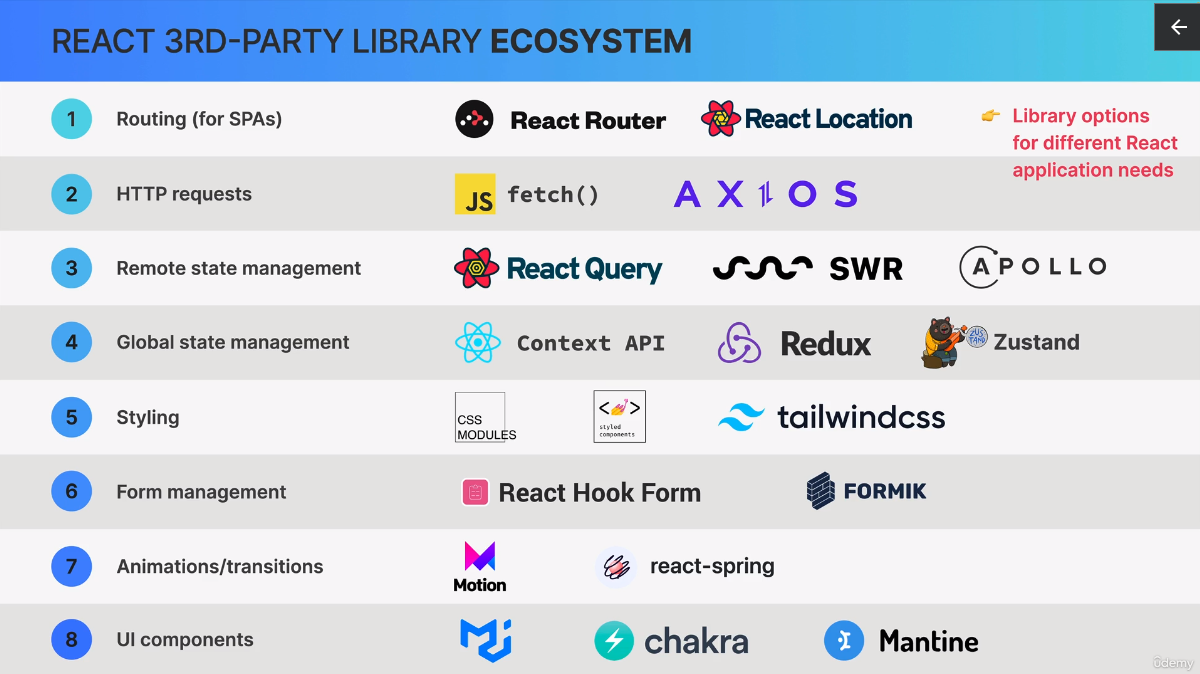 REACT 3RD-PARTY LIBRARY ECOSYSTEM
1 Routing (for SPAs) React Router React Location
👉 Library options
for different React
application needs
2 HTTP requests JS fetch() AXIOS
3 Remote state management React Query SWR APOLLO
4 Global state management Context API Redux ZUS TAND Zustand
5 Styling CSS MODULES <> styled components tailwindcss
6 Form management React Hook Form FORMIK
7 Animations/transitions Motion react-spring
8 UI components chakra Mantine
ûdemy